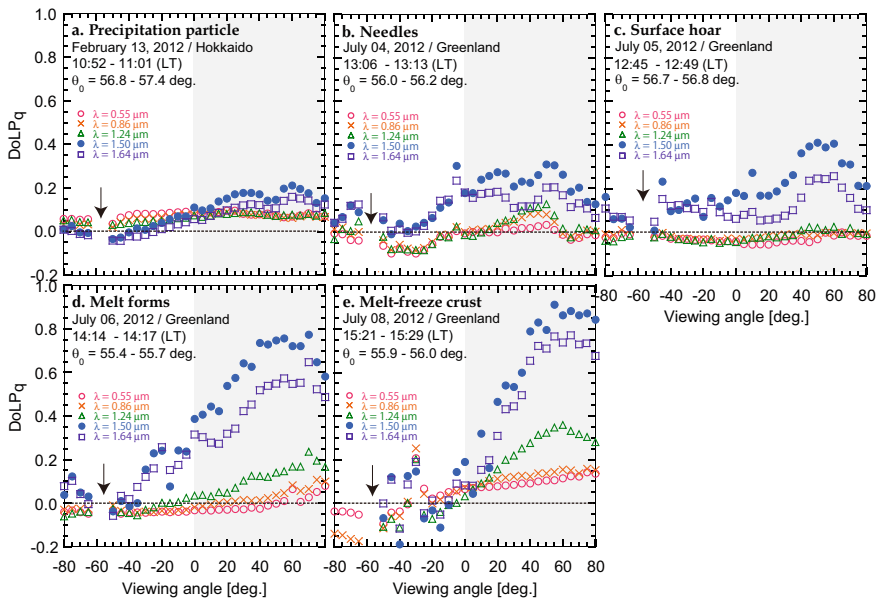 DoLPq
1.0
0.8
0.6
0.4
0.2
0.0
-0.2
a. Precipitation particle
February 13, 2012 / Hokkaido
10:52 - 11:01 (LT)
θ0 = 56.8 - 57.4 deg.
λ = 0.55 μm
λ = 0.86 μm
λ = 1.24 μm
λ = 1.50 μm
λ = 1.64 μm
b. Needles
July 04, 2012 / Greenland
13:06 - 13:13 (LT)
θ0 = 56.0 - 56.2 deg.
λ = 0.55 μm
λ = 0.86 μm
λ = 1.24 μm
λ = 1.50 μm
λ = 1.64 μm
c. Surface hoar
July 05, 2012 / Greenland
12:45 - 12:49 (LT)
θ0 = 56.7 - 56.8 deg.
λ = 0.55 μm
λ = 0.86 μm
λ = 1.24 μm
λ = 1.50 μm
λ = 1.64 μm
-80 -60 -40 -20 0 20 40 60 80
Viewing angle [deg.]
DoLPq
1.0
0.8
0.6
0.4
0.2
0.0
-0.2
d. Melt forms
July 06, 2012 / Greenland
14:14 - 14:17 (LT)
θ0 = 55.4 - 55.7 deg.
λ = 0.55 μm
λ = 0.86 μm
λ = 1.24 μm
λ = 1.50 μm
λ = 1.64 μm
e. Melt-freeze crust
July 08, 2012 / Greenland
15:21 - 15:29 (LT)
θ0 = 55.9 - 56.0 deg.
λ = 0.55 μm
λ = 0.86 μm
λ = 1.24 μm
λ = 1.50 μm
λ = 1.64 μm
-80 -60 -40 -20 0 20 40 60 80
-80 -60 -40 -20 0 20 40 60 80
Viewing angle [deg.]
Viewing angle [deg.]